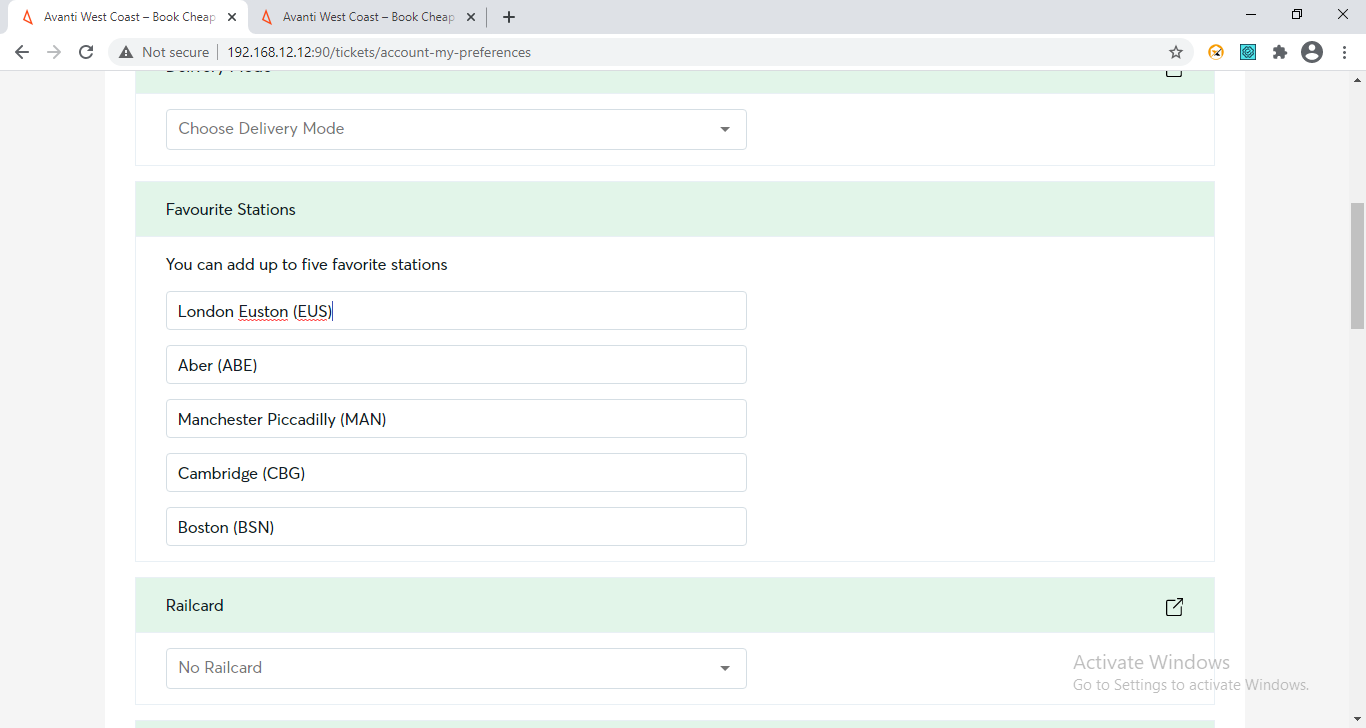 Avanti West Coast – Book Cheap
Avanti West Coast – Book Cheap
Not secure
192.168.12.12:90/tickets/account-my-preferences
Delivery Mode
Choose Delivery Mode
Favourite Stations
You can add up to five favorite stations
London Euston (EUS)
Aber (ABE)
Manchester Piccadilly (MAN)
Cambridge (CBG)
Boston (BSN)
Railcard
No Railcard
Activate Windows
Go to Settings to activate Windows.